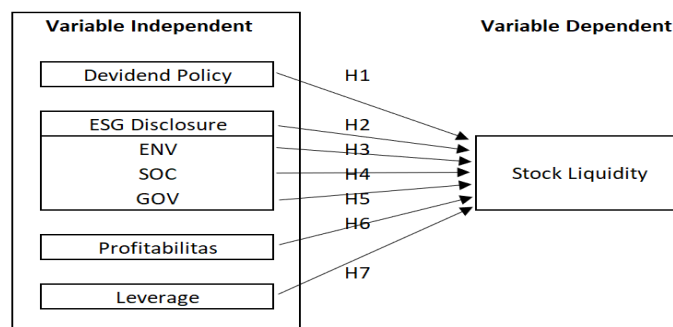 Variable Independent
Variable Dependent
Devidend Policy
H1
ESG Disclosure
H2
ENV
H3
SOC
H4
Stock Liquidity
GOV
H5
H6
Profitabilitas
H7
Leverage